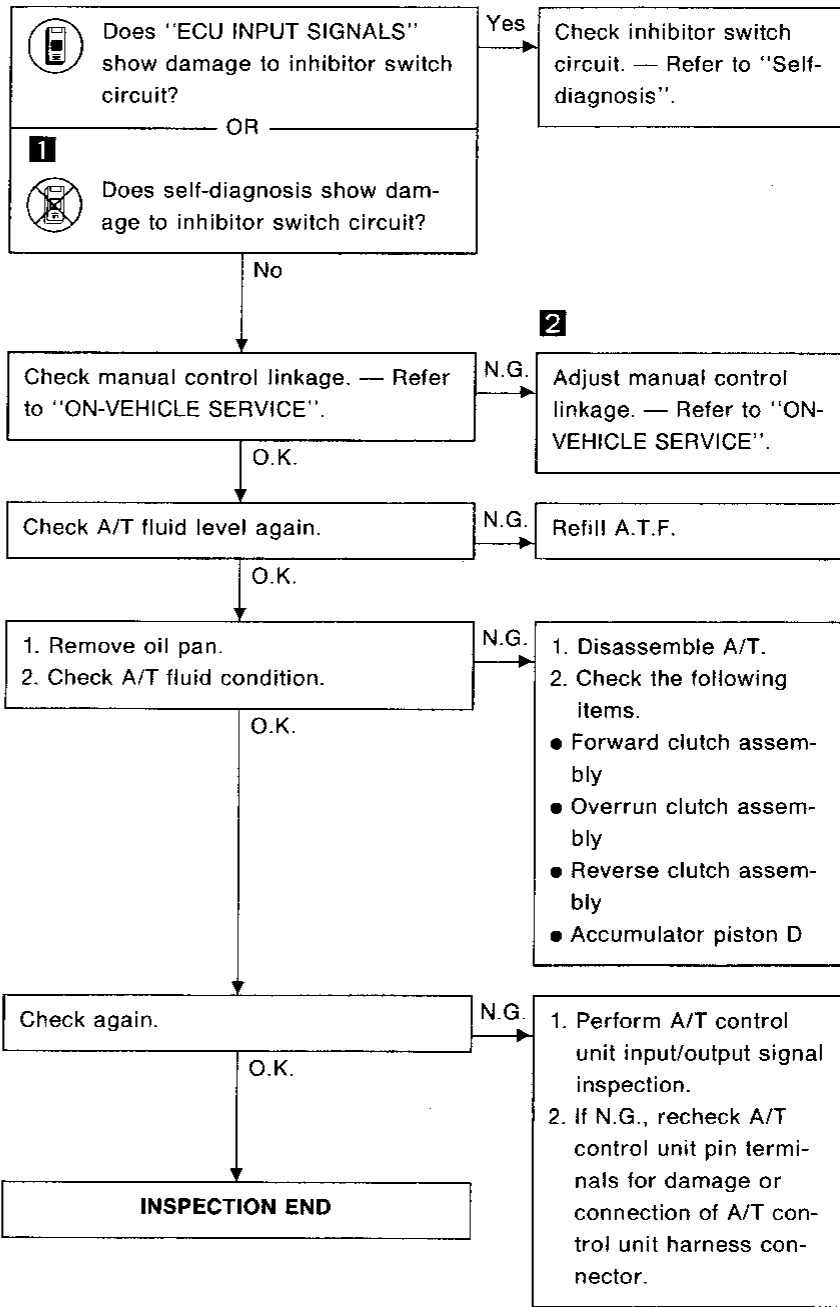 Does "ECU INPUT SIGNALS"
show damage to inhibitor switch
circuit?
OR
1
Does self-diagnosis show dam-
age to inhibitor switch circuit?
Yes
Check inhibitor switch
circuit. — Refer to "Self-
diagnosis".
No
Check manual control linkage. — Refer
to "ON-VEHICLE SERVICE".
N.G.
2
Adjust manual control
linkage. — Refer to "ON-
VEHICLE SERVICE".
O.K.
Check A/T fluid level again.
N.G.
Refill A.T.F.
O.K.
1. Remove oil pan.
2. Check A/T fluid condition.
N.G.
1. Disassemble A/T.
2. Check the following
items.
● Forward clutch assem-
bly
● Overrun clutch assem-
bly
● Reverse clutch assem-
bly
● Accumulator piston D
O.K.
Check again.
N.G.
1. Perform A/T control
unit input/output signal
inspection.
2. If N.G., recheck A/T
control unit pin termi-
nals for damage or
connection of A/T con-
trol unit harness con-
nector.
O.K.
INSPECTION END